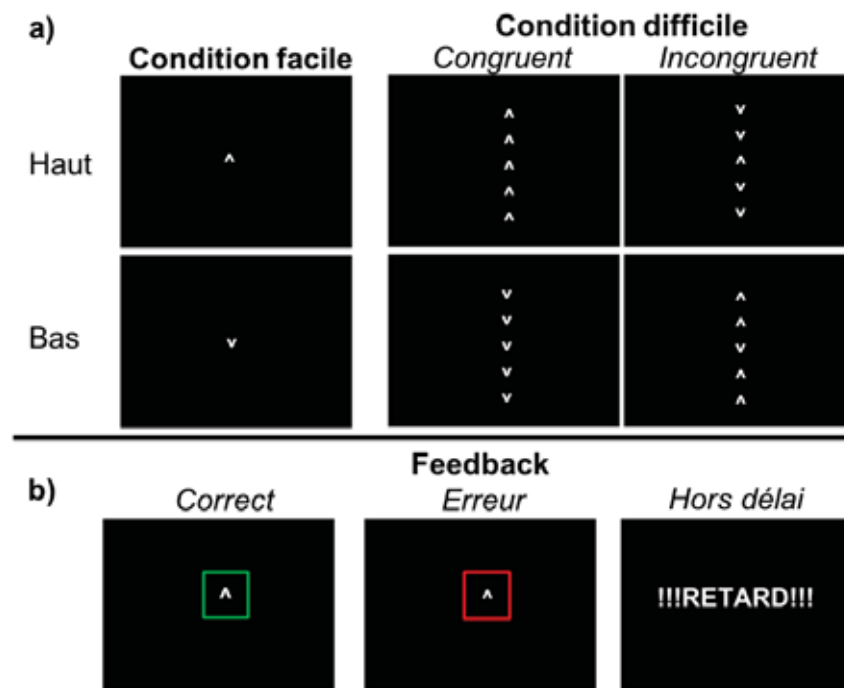 a)
Condition difficile
Condition facile
Congruent
Incongruent
Haut
Bas
Feedback
b)
Correct
Erreur
Hors délai
!!!RETARD!!!